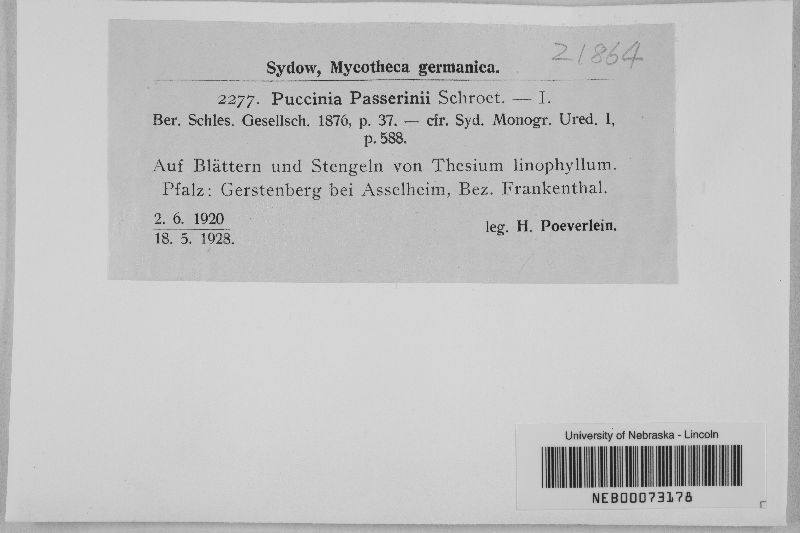 21864
Sydow, Mycotheca germanica.
2277. Puccinia Passerinii Schroet. — I.
Ber. Schles. Gesellsch. 1876, p. 37. — cfr. Syd. Monogr. Ured. I,
p. 588.
Auf Blättern und Stengeln von Thesium linophyllum.
Pfalz: Gerstenberg bei Asselheim, Bez. Frankenthal.
2. 6. 1920
18. 5. 1928.
leg. H. Poeverlein.
University of Nebraska - Lincoln
NEB00073178